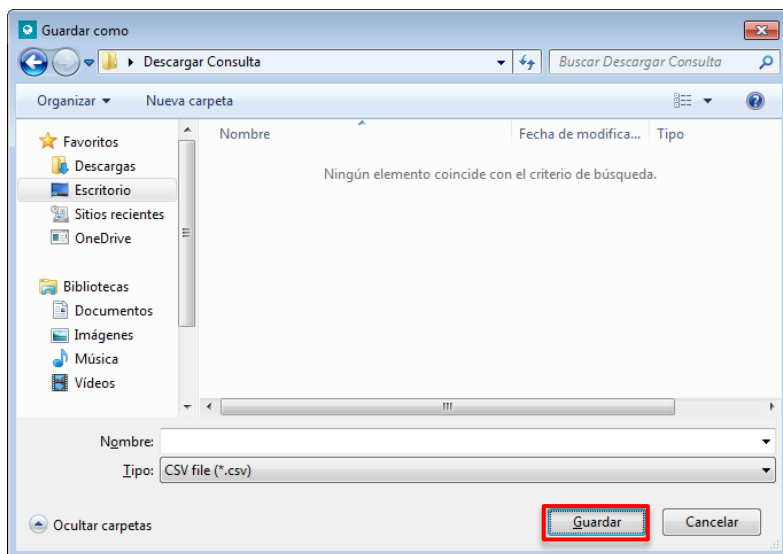 Guardar como
Descargar Consulta
Buscar Descargar Consulta
Organizar
Nueva carpeta
Favoritos
Descargas
Escritorio
Sitios recientes
OneDrive
Bibliotecas
Documentos
Imágenes
Música
Vídeos
Nombre
Fecha de modifica...
Tipo
Ningún elemento coincide con el criterio de búsqueda.
Nombre:
Tipo: CSV file (*.csv)
Ocultar carpetas
Guardar
Cancelar